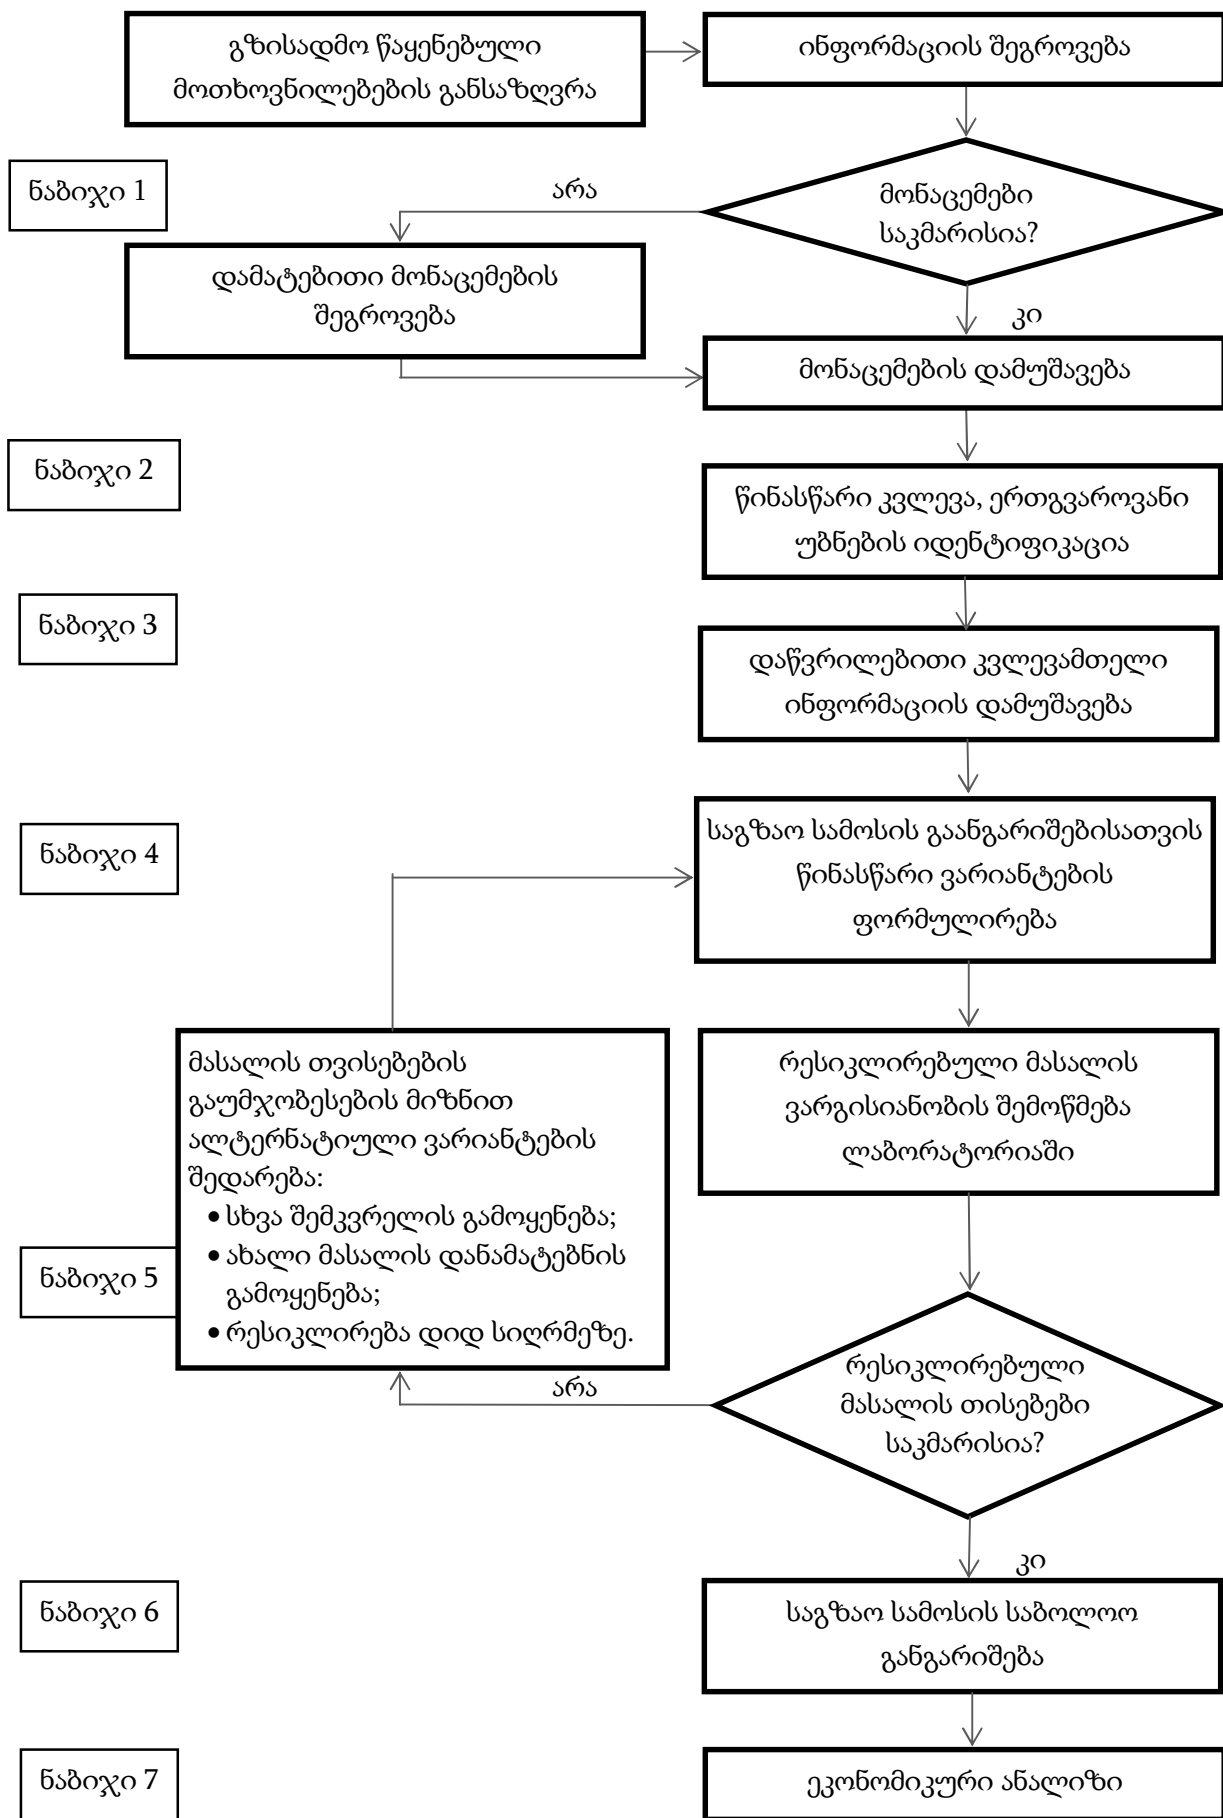 გზისადმო წაყენებული
მოთხოვნილებების განსაზღვრა
ინფორმაციის შეგროვება
ნაბიჯი 1
არა
მონაცემები
საკმარისია?
დამატებითი მონაცემების
შეგროვება
კი
მონაცემების დამუშავება
ნაბიჯი 2
წინასწარი კვლევა, ერთგვაროვანი
უბნების იდენტიფიკაცია
ნაბიჯი 3
დაწვრილებითი კვლევამთელი
ინფორმაციის დამუშავება
ნაბიჯი 4
საგზაო სამოსის გაანგარიშებისათვის
წინასწარი ვარიანტების
ფორმულირება
მასალის თვისებების
გაუმჯობესების მიზნით
ალტერნატიული ვარიანტების
შედარება:
• სხვა შემკვრელის გამოყენება;
• ახალი მასალის დანამატებნის
გამოყენება;
• რესიკლირება დიდ სიღრმეზე.
რესიკლირებული მასალის
ვარგისიანობის შემოწმება
ლაბორატორიაში
ნაბიჯი 5
არა
რესიკლირებული
მასალის თისებები
საკმარისია?
კი
ნაბიჯი 6
საგზაო სამოსის საბოლოო
განგარიშება
ნაბიჯი 7
ეკონომიკური ანალიზი